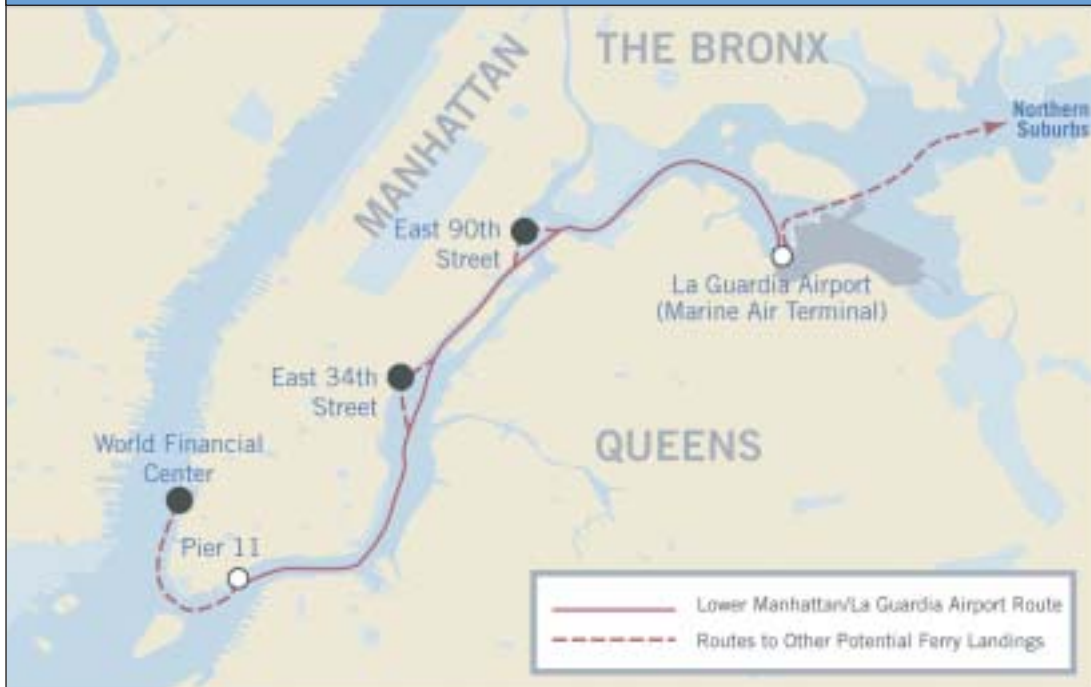 THE BRONX
MANHATTAN
Northern
Suburbs
East 90th
Street
La Guardia Airport
(Marine Air Terminal)
East 34th
Street
QUEENS
World Financial
Center
Pier 11
Lower Manhattan/La Guardia Airport Route
Routes to Other Potential Ferry Landings